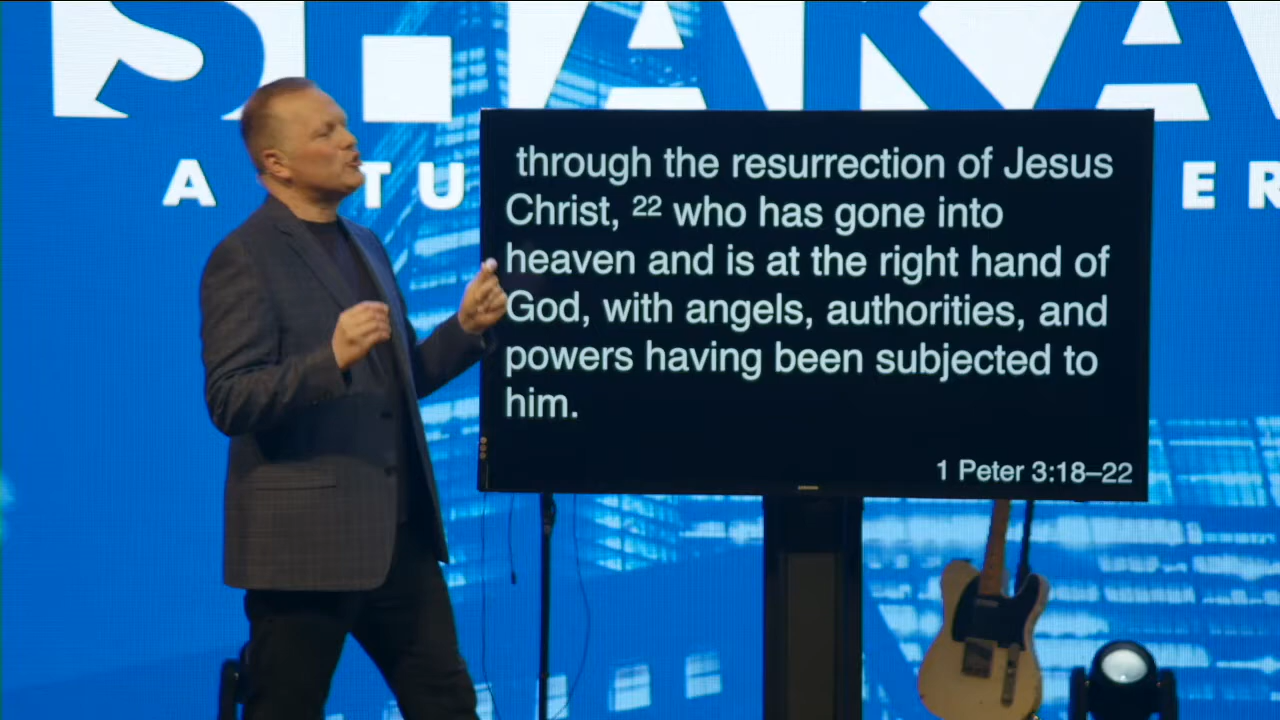 through the resurrection of Jesus
Christ, 22 who has gone into
heaven and is at the right hand of
God, with angels, authorities, and
powers having been subjected to
him.
1 Peter 3:18–22